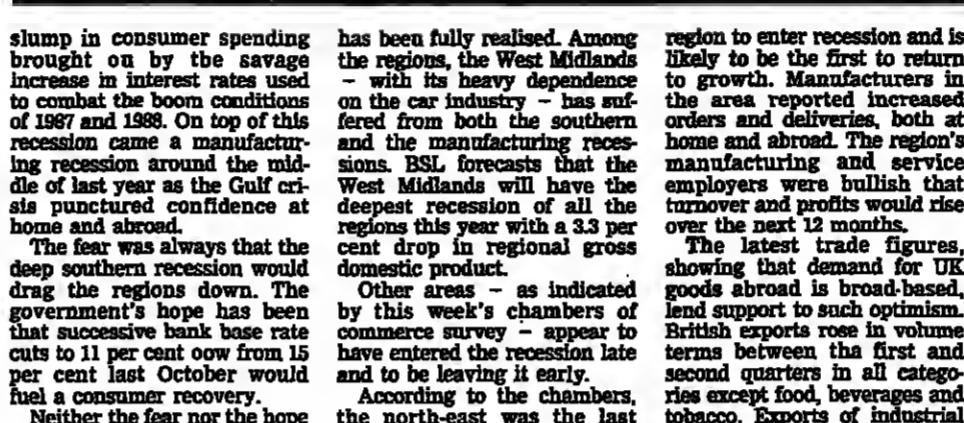 slump in consumer spending
brought on by the savage
increase in interest rates used
to combat the boom conditions
of 1987 and 1988. On top of this
recession came a manufactur-
ing recession around the mid-
dle of last year as the Gulf cri-
sis punctured confidence at
home and abroad.
The fear was always that the
deep southern recession would
drag the regions down. The
government's hope has been
that successive bank base rate
cuts to 11 per cent oow from 15
per cent last October would
fuel a consumer recovery.
Neither the fear nor the hope
has been fully realised. Among
the regions, the West Midlands
– with its heavy dependence
on the car industry – has suf-
fered from both the southern
and the manufacturing reces-
sions. BSL forecasts that the
West Midlands will have the
deepest recession of all the
regions this year with a 3.3 per
cent drop in regional gross
domestic product.
Other areas – as indicated
by this week's chambers of
commerce survey – appear to
have entered the recession late
and to be leaving it early.
According to the chambers,
the north-east was the last
region to enter recession and is
likely to be the first to return
to growth. Manufacturers in
the area reported increased
orders and deliveries, both at
home and abroad. The region's
manufacturing and service
employers were bullish that
turnover and profits would rise
over the next 12 months.
The latest trade figures,
showing that demand for UK
goods abroad is broad-based,
lend support to such optimism.
British exports rose in volume
terms between tha first and
second quarters in all catego-
ries except food, beverages and
tobacco. Exports of industrial